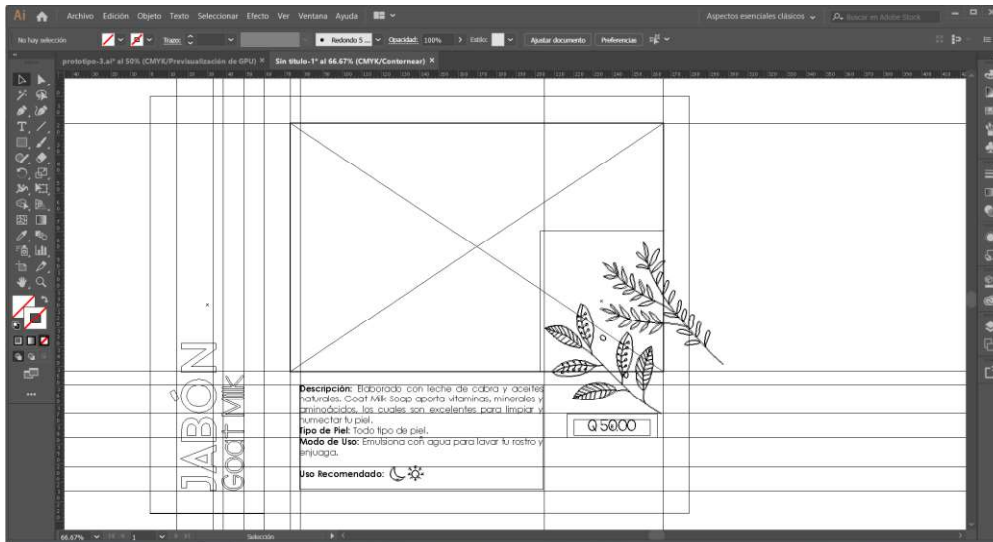 Ai Archivo Edición Objeto Texto Seleccionar Efecto Ver Ventana Ayuda Aspectos esenciales clásicos Buscar en Adobe Stock
No hay selección Trazo: Redondo 5 ... Opacidad: 100% Estilo: Ajustar documento Preferencias
prototipo-3.ai* al 50% (CMYK/Previsualización de GPU) × Sin título-1* al 66.67% (CMYK/Contornear) ×
JABÓN
Goat Milk
Descripción: Elaborado con leche de cabra y aceites
naturales. Goat Milk Soap aporta vitaminas, minerales y
aminoácidos, los cuales son excelentes para limpiar y
humectar tu piel.
Tipo de Piel: Todo tipo de piel.
Modo de Uso: Emulsiona con agua para lavar tu rostro y
enjuaga.
Uso Recomendado:
Q50.00
66.67% 1 Selección